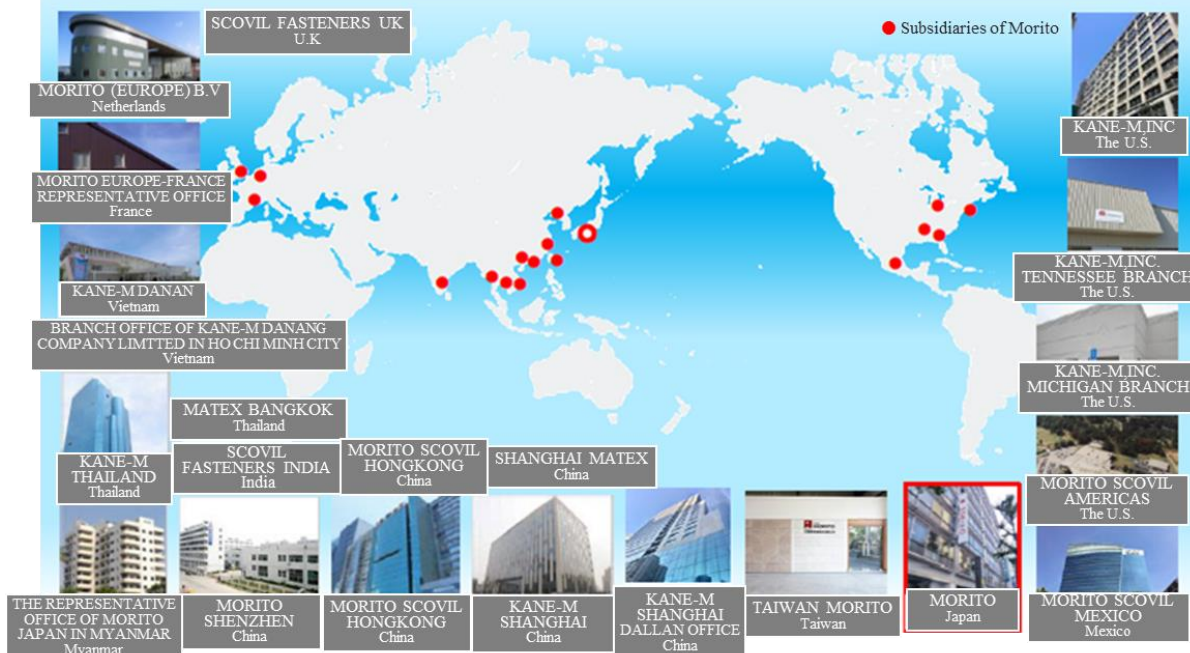 SCOVIL FASTENERS UK
U.K
Subsidiaries of Morito
MORITO (EUROPE) B.V
Netherlands
KANE-M,INC
The U.S.
MORITO EUROPE-FRANCE
REPRESENTATIVE OFFICE
France
KANE-M,INC.
TENNESSEE BRANCH
The U.S.
KANE-M DANAN
Vietnam
BRANCH OFFICE OF KANE-M DANANG
COMPANY LIMTTED IN HO CHI MINH CITY
Vietnam
KANE-M,INC.
MICHIGAN BRANCH
The U.S.
MATEX BANGKOK
Thailand
KANE-M
THAILAND
Thailand
SCOVIL
FASTENERS INDIA
India
MORITO SCOVIL
HONGKONG
China
SHANGHAI MATEX
China
MORITO SCOVIL
AMERICAS
The U.S.
THE REPRESENTATIVE
OFFICE OF MORITO
JAPAN IN MYANMAR
Myanmar
MORITO
SHENZHEN
China
MORITO SCOVIL
HONGKONG
China
KANE-M
SHANGHAI
China
KANE-M
SHANGHAI
DALLAN OFFICE
China
TAIWAN MORITO
Taiwan
MORITO
Japan
MORITO SCOVIL
MEXICO
Mexico